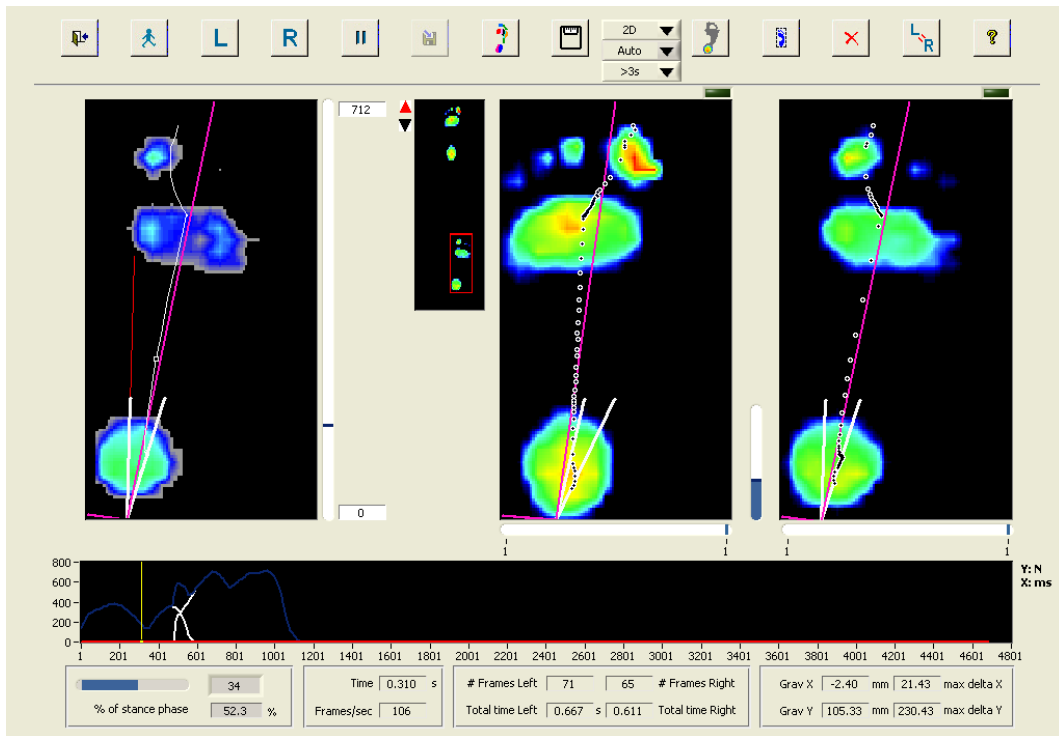 L R
2D
Auto
>3s
L R
?
712
0
1 1
1 1
800
600
400
200
0
Y: N
X: ms
1 201 401 601 801 1001 1201 1401 1601 1801 2001 2201 2401 2601 2801 3001 3201 3401 3601 3801 4001 4201 4401 4601 4801
34
% of stance phase 52.3 %
Time 0.310 s
Frames/sec 106
# Frames Left 71 65 # Frames Right
Total time Left 0.667 s 0.611 Total time Right
Grav X -2.40 mm 21.43 max delta X
Grav Y 105.33 mm 230.43 max delta Y